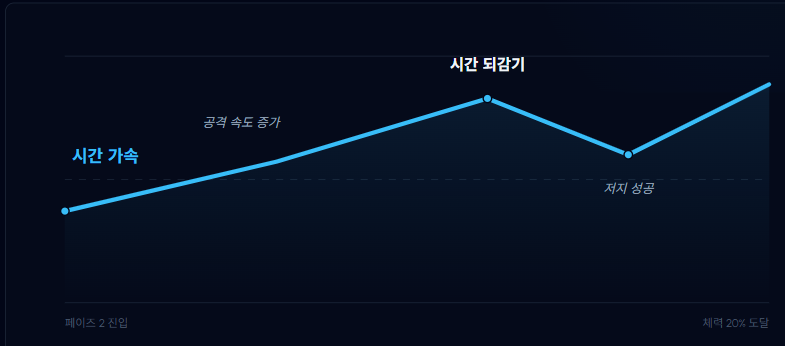 시간 되감기
공격 속도 증가
시간 가속
저지 성공
페이즈 2 진입
체력 20% 도달